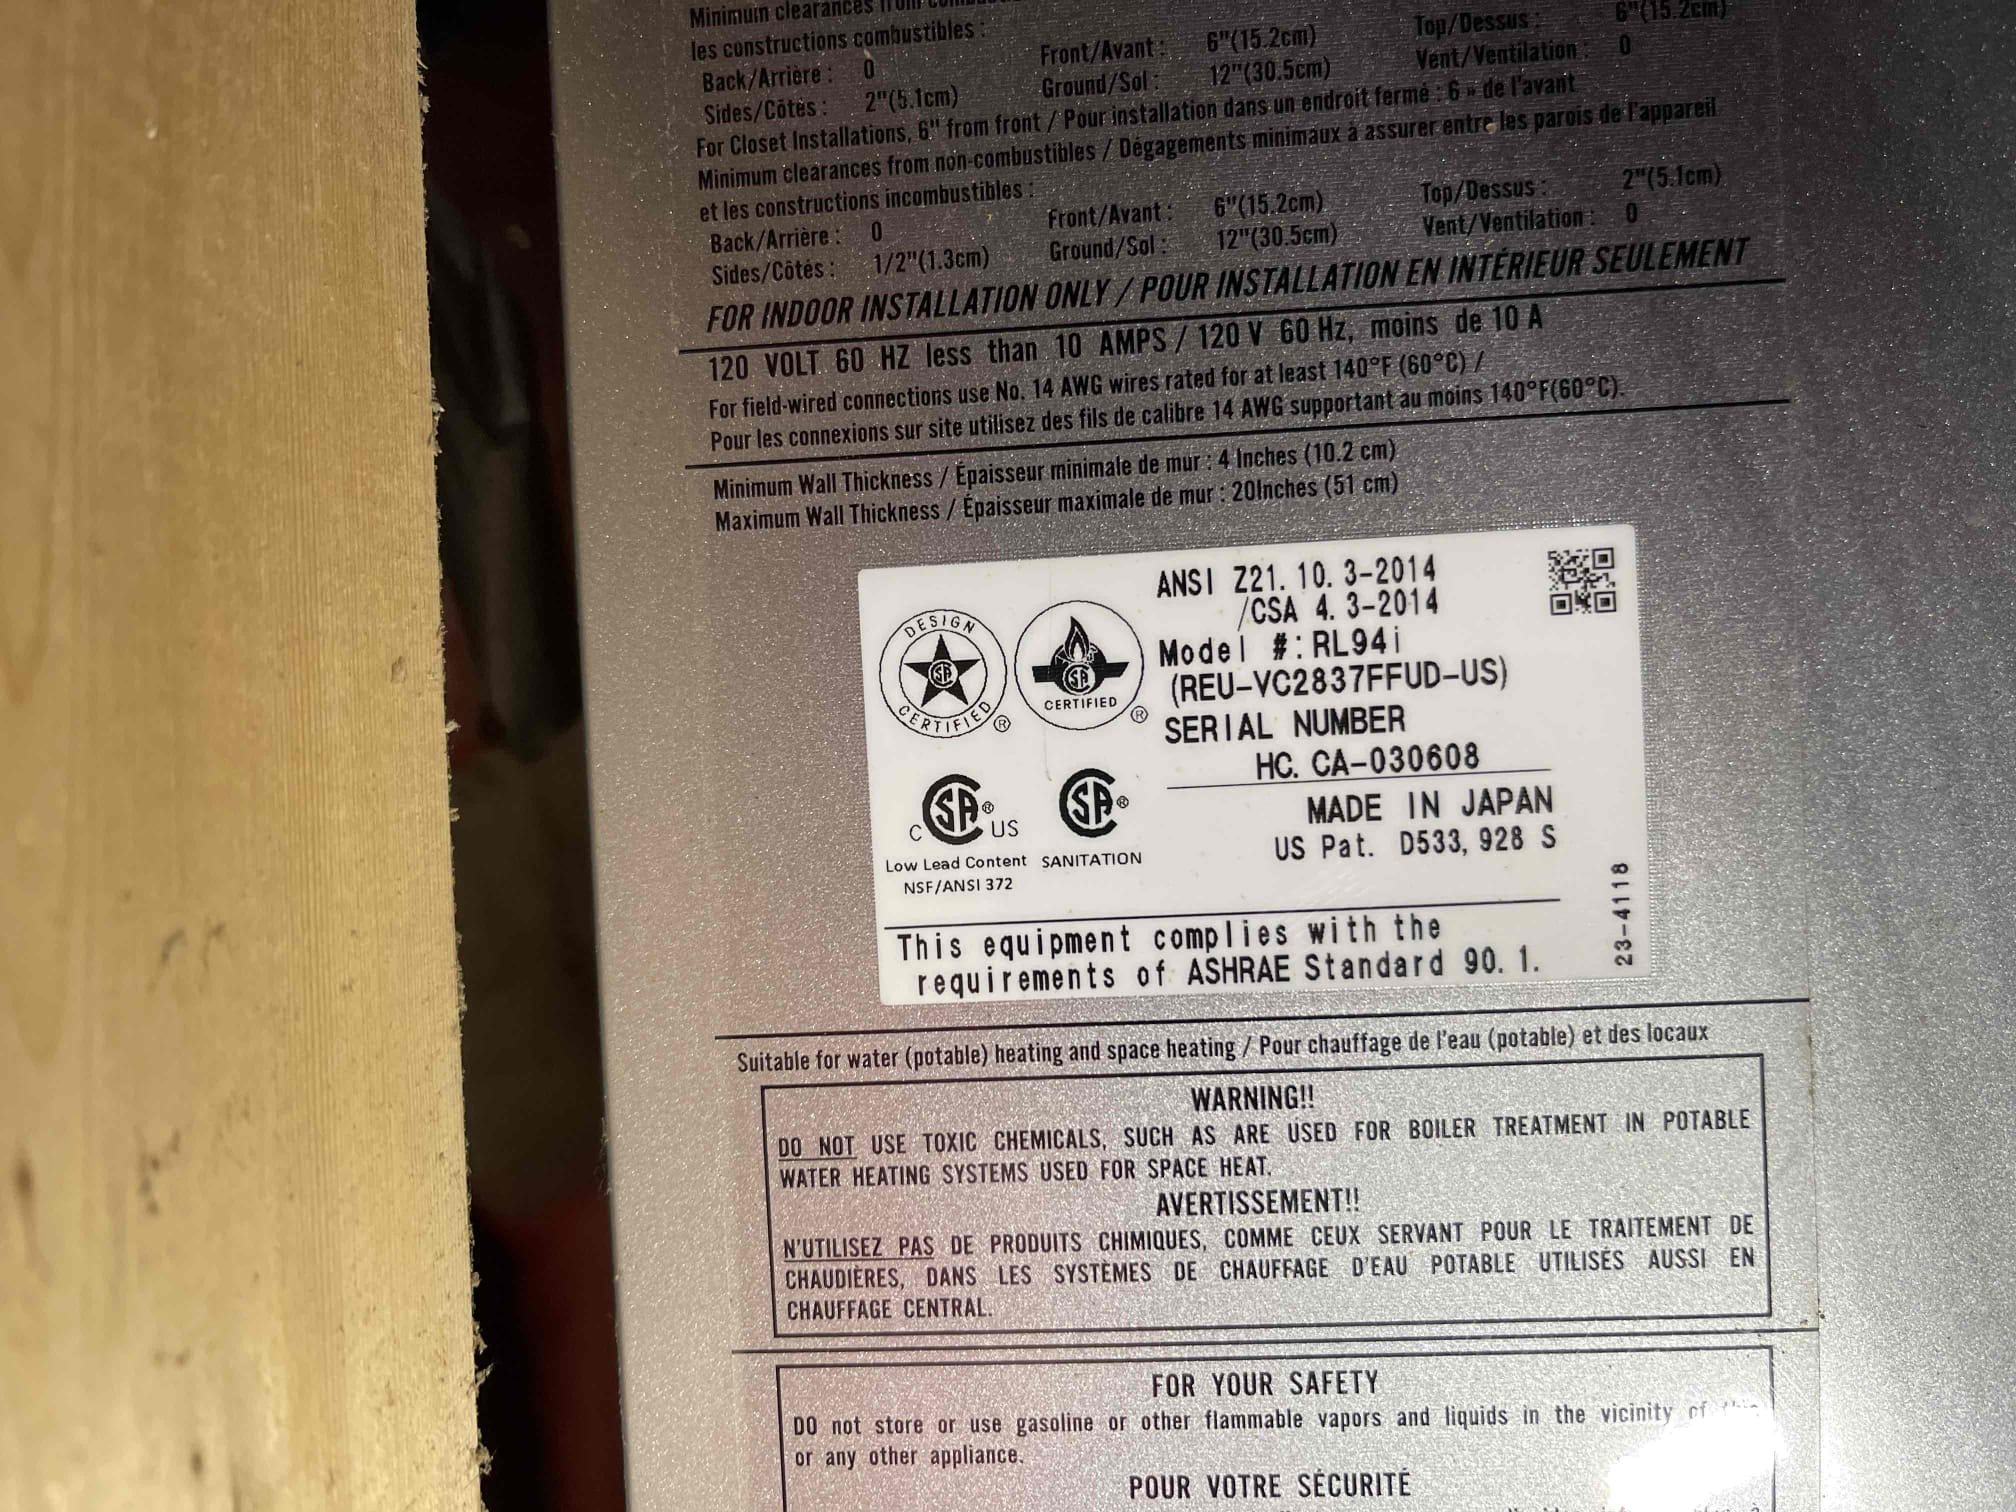 Minimum clearances from
les constructions combustibles :
Back/Arrière : 0 Front/Avant : 6"(15.2cm) Top/Dessus : 6"(15.2cm)
Sides/Côtés : 2"(5.1cm) Ground/Sol : 12"(30.5cm) Vent/Ventilation : 0
For Closet Installations, 6" from front / Pour installation dans un endroit fermé : 6 » de l'avant
Minimum clearances from non-combustibles / Dégagements minimaux à assurer entre les parois de l'appareil
et les constructions incombustibles :
Back/Arrière : 0 Front/Avant : 6"(15.2cm) Top/Dessus : 2"(5.1cm)
Sides/Côtés : 1/2"(1.3cm) Ground/Sol : 12"(30.5cm) Vent/Ventilation : 0
FOR INDOOR INSTALLATION ONLY / POUR INSTALLATION EN INTÉRIEUR SEULEMENT
120 VOLT 60 HZ less than 10 AMPS / 120 V 60 Hz, moins de 10 A
For field-wired connections use No. 14 AWG wires rated for at least 140°F (60°C) /
Pour les connexions sur site utilisez des fils de calibre 14 AWG supportant au moins 140°F(60°C).
Minimum Wall Thickness / Épaisseur minimale de mur : 4 Inches (10.2 cm)
Maximum Wall Thickness / Épaisseur maximale de mur : 20Inches (51 cm)
ANSI Z21. 10. 3-2014
/CSA 4. 3-2014
Model #: RL94i
(REU-VC2837FFUD-US)
SERIAL NUMBER
HC. CA-030608
MADE IN JAPAN
US Pat. D533, 928 S
DESIGN
CERTIFIED ®
CERTIFIED ®
C SA ® US
SA ®
Low Lead Content SANITATION
NSF/ANSI 372
23-4118
This equipment complies with the
requirements of ASHRAE Standard 90. 1.
Suitable for water (potable) heating and space heating / Pour chauffage de l'eau (potable) et des locaux
WARNING!!
DO NOT USE TOXIC CHEMICALS, SUCH AS ARE USED FOR BOILER TREATMENT IN POTABLE
WATER HEATING SYSTEMS USED FOR SPACE HEAT.
AVERTISSEMENT!!
N'UTILISEZ PAS DE PRODUITS CHIMIQUES, COMME CEUX SERVANT POUR LE TRAITEMENT DE
CHAUDIÈRES, DANS LES SYSTÈMES DE CHAUFFAGE D'EAU POTABLE UTILISÉS AUSSI EN
CHAUFFAGE CENTRAL.
FOR YOUR SAFETY
DO not store or use gasoline or other flammable vapors and liquids in the vicinity of this
or any other appliance.
POUR VOTRE SÉCURITÉ